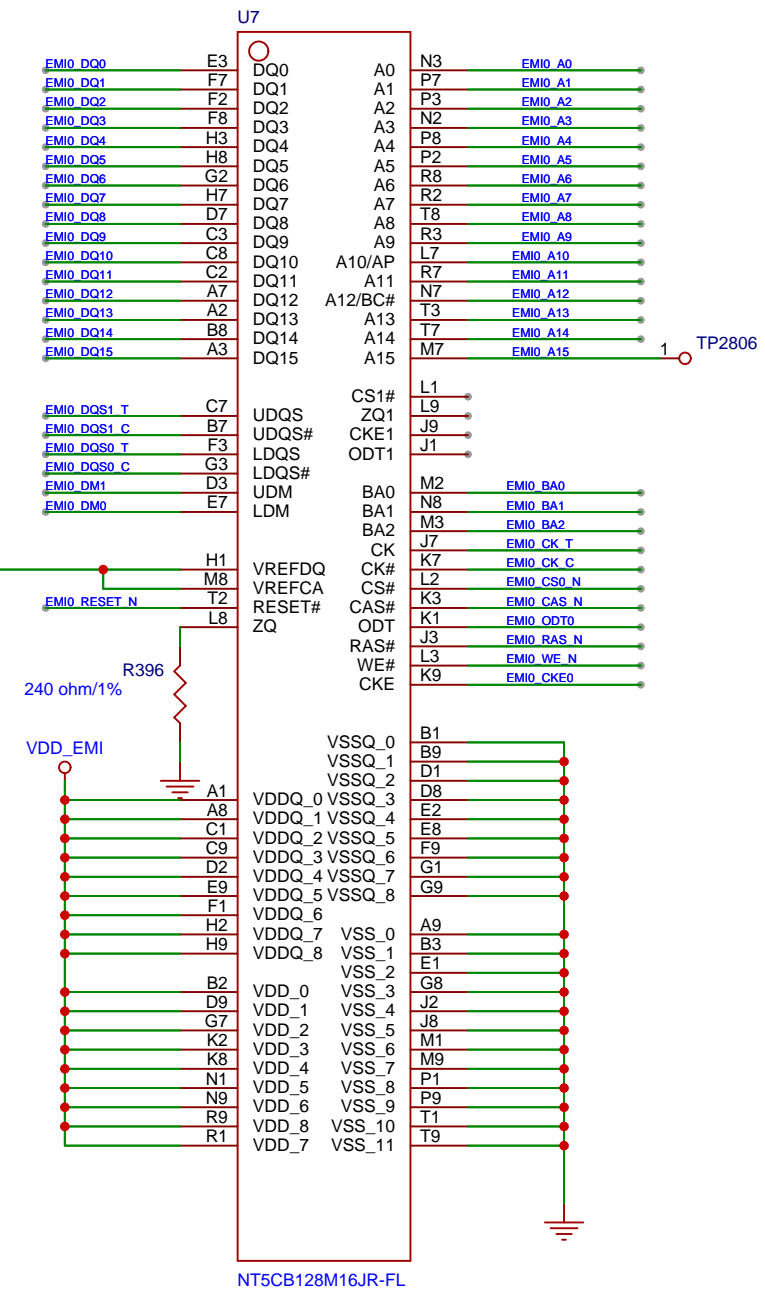 U7
EMI0_DQ0 E3 DQ0 A0 N3 EMI0_A0
EMI0_DQ1 F7 DQ1 A1 P7 EMI0_A1
EMI0_DQ2 F2 DQ2 A2 P3 EMI0_A2
EMI0_DQ3 F8 DQ3 A3 N2 EMI0_A3
EMI0_DQ4 H3 DQ4 A4 P8 EMI0_A4
EMI0_DQ5 H8 DQ5 A5 P2 EMI0_A5
EMI0_DQ6 G2 DQ6 A6 R8 EMI0_A6
EMI0_DQ7 H7 DQ7 A7 R2 EMI0_A7
EMI0_DQ8 D7 DQ8 A8 T8 EMI0_A8
EMI0_DQ9 C3 DQ9 A9 R3 EMI0_A9
EMI0_DQ10 C8 DQ10 A10/AP L7 EMI0_A10
EMI0_DQ11 C2 DQ11 A11 R7 EMI0_A11
EMI0_DQ12 A7 DQ12 A12/BC# N7 EMI0_A12
EMI0_DQ13 A2 DQ13 A13 T3 EMI0_A13
EMI0_DQ14 B8 DQ14 A14 T7 EMI0_A14
EMI0_DQ15 A3 DQ15 A15 M7 EMI0_A15 1 TP2806
CS1# L1
EMI0_DQS1_T C7 UDQS ZQ1 L9
EMI0_DQS1_C B7 UDQS# CKE1 J9
EMI0_DQS0_T F3 LDQS ODT1 J1
EMI0_DQS0_C G3 LDQS#
EMI0_DM1 D3 UDM BA0 M2 EMI0_BA0
EMI0_DM0 E7 LDM BA1 N8 EMI0_BA1
BA2 M3 EMI0_BA2
CK J7 EMI0_CK_T
H1 VREFDQ CK# K7 EMI0_CK_C
M8 VREFCA CS# L2 EMI0_CS0_N
EMI0_RESET_N T2 RESET# CAS# K3 EMI0_CAS_N
L8 ZQ ODT K1 EMI0_ODT0
RAS# J3 EMI0_RAS_N
WE# L3 EMI0_WE_N
CKE K9 EMI0_CKE0
R396
240 ohm/1%
VDD_EMI
VSSQ_0 B1
VSSQ_1 B9
VSSQ_2 D1
A1 VDDQ_0 VSSQ_3 D8
A8 VDDQ_1 VSSQ_4 E2
C1 VDDQ_2 VSSQ_5 E8
C9 VDDQ_3 VSSQ_6 F9
D2 VDDQ_4 VSSQ_7 G1
E9 VDDQ_5 VSSQ_8 G9
F1 VDDQ_6
H2 VDDQ_7 VSS_0 A9
H9 VDDQ_8 VSS_1 B3
VSS_2 E1
B2 VDD_0 VSS_3 G8
D9 VDD_1 VSS_4 J2
G7 VDD_2 VSS_5 J8
K2 VDD_3 VSS_6 M1
K8 VDD_4 VSS_7 M9
N1 VDD_5 VSS_8 P1
N9 VDD_6 VSS_9 P9
R9 VDD_8 VSS_10 T1
R1 VDD_7 VSS_11 T9
NT5CB128M16JR-FL